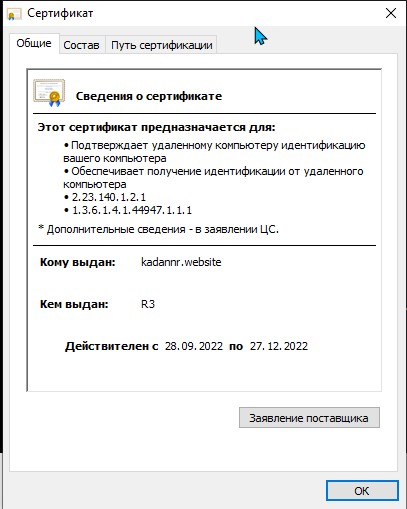 Сертификат
Общие Состав Путь сертификации
Сведения о сертификате
Этот сертификат предназначается для:
• Подтверждает удаленному компьютеру идентификацию
вашего компьютера
• Обеспечивает получение идентификации от удаленного
компьютера
• 2.23.140.1.2.1
• 1.3.6.1.4.1.44947.1.1.1
* Дополнительные сведения - в заявлении ЦС.
Кому выдан: kadannr.website
Кем выдан: R3
Действителен с 28.09.2022 по 27.12.2022
Заявление поставщика
ОК